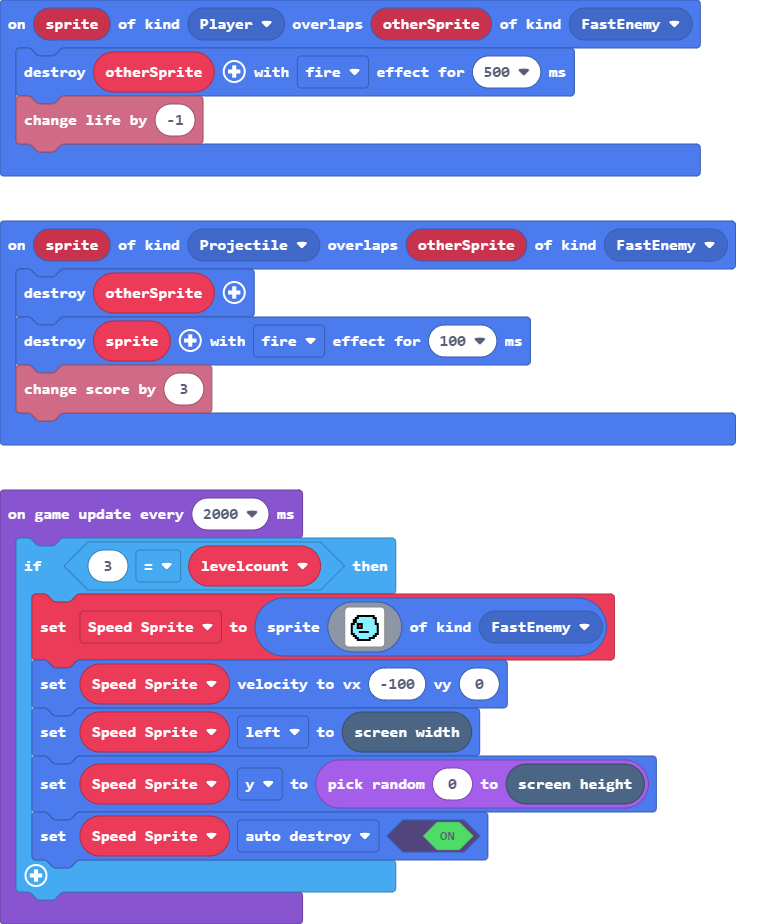 on sprite of kind Player overlaps otherSprite of kind FastEnemy
destroy otherSprite with fire effect for 500 ms
change life by -1
on sprite of kind Projectile overlaps otherSprite of kind FastEnemy
destroy otherSprite
destroy sprite with fire effect for 100 ms
change score by 3
on game update every 2000 ms
if 3 = levelcount then
set Speed Sprite to sprite of kind FastEnemy
set Speed Sprite velocity to vx -100 vy 0
set Speed Sprite left to screen width
set Speed Sprite y to pick random 0 to screen height
set Speed Sprite auto destroy ON